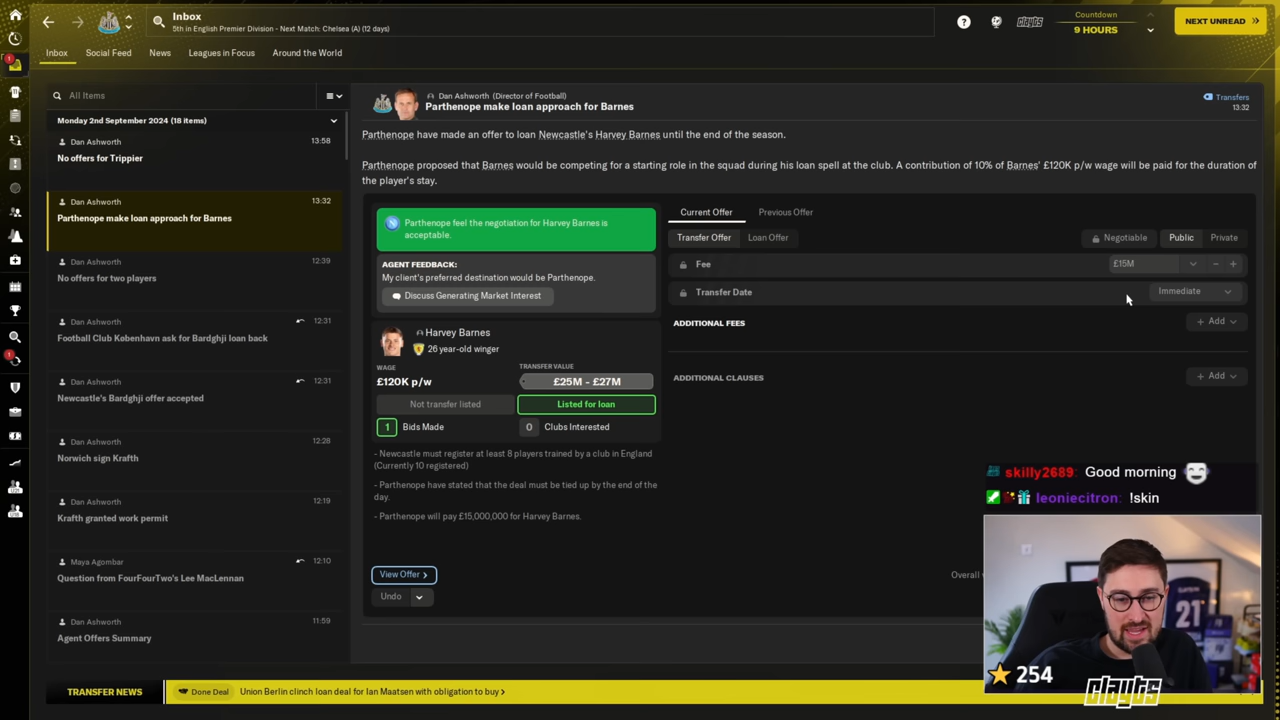 Inbox
5th in English Premier Division - Next Match: Chelsea (A) (12 days)
clayts
Countdown
9 HOURS
NEXT UNREAD
Inbox
Social Feed
News
Leagues in Focus
Around the World
All Items
Monday 2nd September 2024 (18 items)
Dan Ashworth
13:58
No offers for Trippier
Dan Ashworth
13:32
Parthenope make loan approach for Barnes
Dan Ashworth
12:39
No offers for two players
Dan Ashworth
12:31
Football Club København ask for Bardghji loan back
Dan Ashworth
12:31
Newcastle's Bardghji offer accepted
Dan Ashworth
12:28
Norwich sign Krafth
Dan Ashworth
12:19
Krafth granted work permit
Maya Agombar
12:10
Question from FourFourTwo's Lee MacLennan
Dan Ashworth
11:59
Agent Offers Summary
Dan Ashworth (Director of Football)
Parthenope make loan approach for Barnes
Transfers
13:32
Parthenope have made an offer to loan Newcastle's Harvey Barnes until the end of the season.
Parthenope proposed that Barnes would be competing for a starting role in the squad during his loan spell at the club. A contribution of 10% of Barnes' £120K p/w wage will be paid for the duration of
the player's stay.
Parthenope feel the negotiation for Harvey Barnes is
acceptable.
AGENT FEEDBACK:
My client's preferred destination would be Parthenope.
Discuss Generating Market Interest
Harvey Barnes
26 year-old winger
WAGE
£120K p/w
TRANSFER VALUE
£25M - £27M
Not transfer listed
Listed for loan
1 Bids Made
0 Clubs Interested
- Newcastle must register at least 8 players trained by a club in England
(Currently 10 registered)
- Parthenope have stated that the deal must be tied up by the end of the
day.
- Parthenope will pay £15,000,000 for Harvey Barnes.
View Offer
Undo
Current Offer
Previous Offer
Transfer Offer
Loan Offer
Negotiable
Public
Private
Fee
£15M
Transfer Date
Immediate
ADDITIONAL FEES
Add
ADDITIONAL CLAUSES
Add
Overall
skilly2689: Good morning
leoniecitron: !skin
21
254
clayts
TRANSFER NEWS
Done Deal
Union Berlin clinch loan deal for Ian Maatsen with obligation to buy